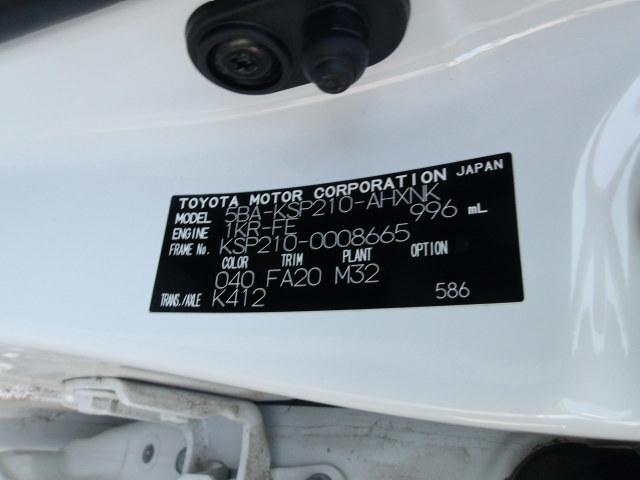 TOYOTA MOTOR CORPORATION JAPAN
MODEL 5BA-KSP210-AHXNK
ENGINE 1KR-FE 996 mL
FRAME No. KSP210-0008665
COLOR TRIM PLANT OPTION
040 FA20 M32
TRANS./AXLE K412 586